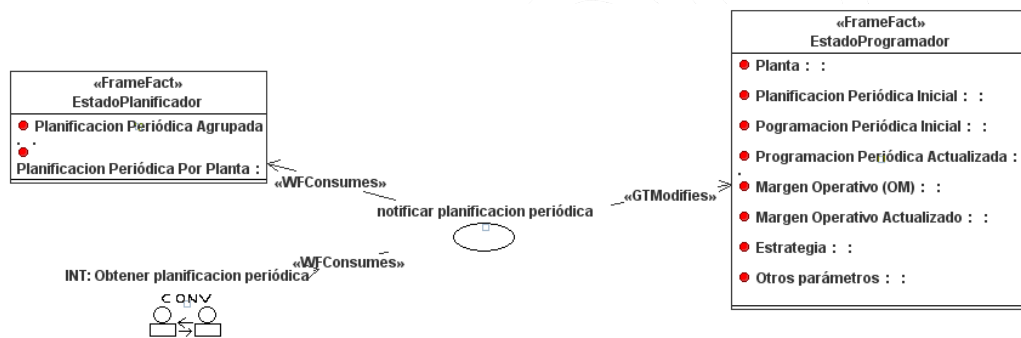 «FrameFact»
EstadoPlanificador
Planificacion Periódica Agrupada
: :
Planificacion Periódica Por Planta :
«FrameFact»
EstadoProgramador
Planta : :
Planificacion Periódica Inicial : :
Pogramacion Periódica Inicial : :
Programacion Periódica Actualizada :
:
Margen Operativo (OM) : :
Margen Operativo Actualizado : :
Estrategia : :
Otros parámetros : :
«WFConsumes»
«GTModifies»
notificar planificacion periódica
«WFConsumes»
INT: Obtener planificacion periódica
CONV